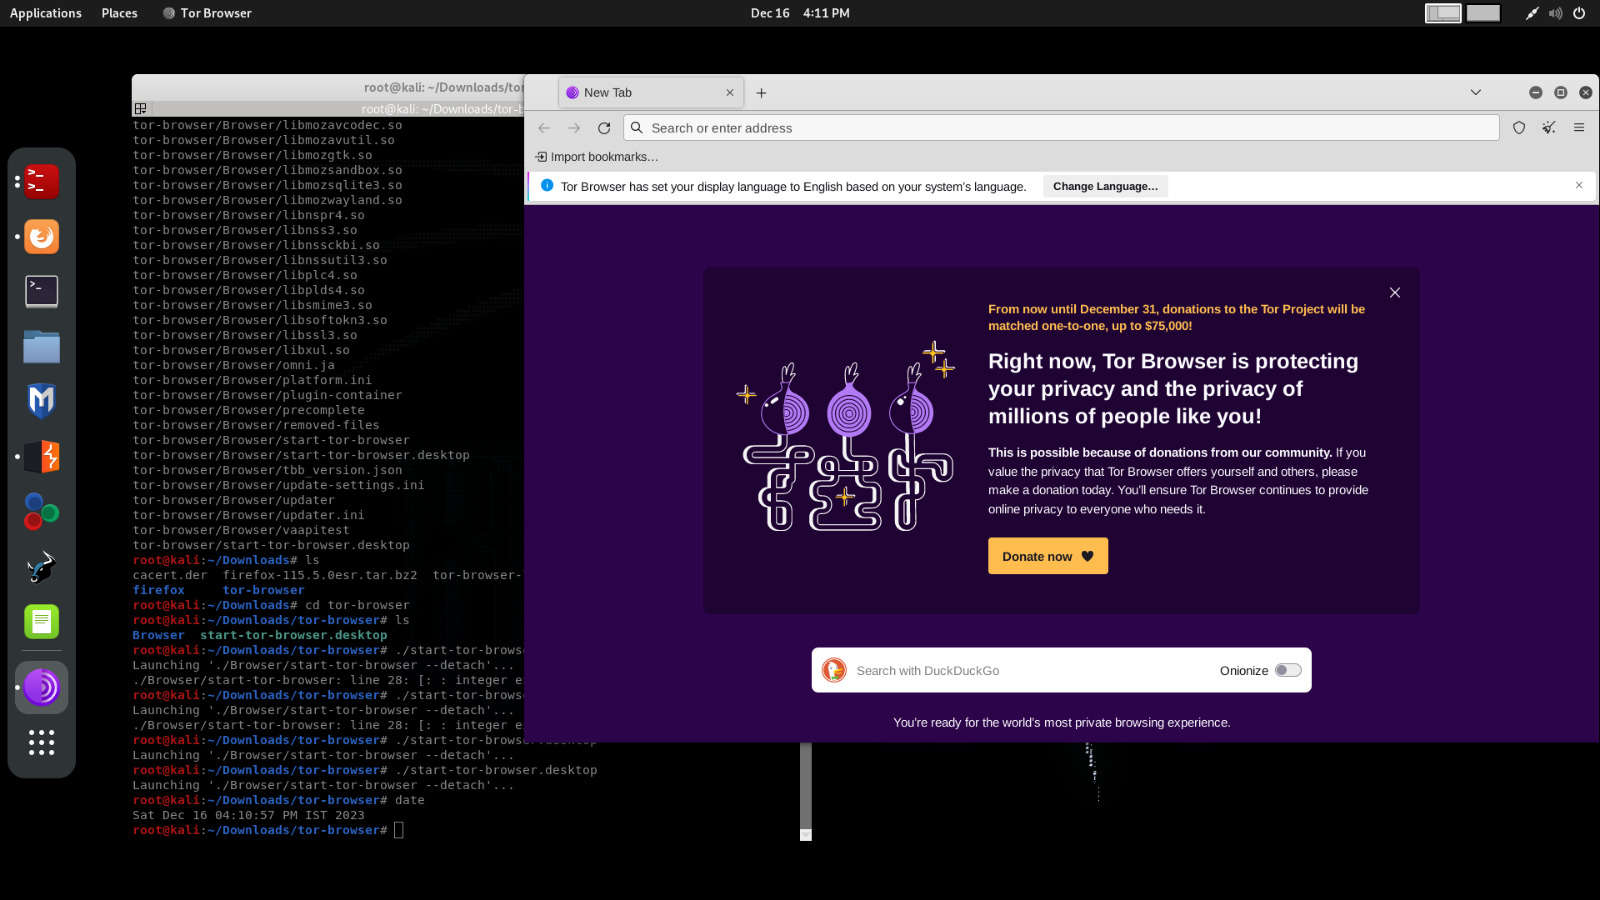 Applications Places Tor Browser Dec 16 4:11 PM
root@kali: ~/Downloads/tor
root@kali: ~/Downloads/tor-b
tor-browser/Browser/libmozavcodec.so
tor-browser/Browser/libmozavutil.so
tor-browser/Browser/libmozgtk.so
tor-browser/Browser/libmozsandbox.so
tor-browser/Browser/libmozsqlite3.so
tor-browser/Browser/libmozwayland.so
tor-browser/Browser/libnspr4.so
tor-browser/Browser/libnss3.so
tor-browser/Browser/libnssckbi.so
tor-browser/Browser/libnssutil3.so
tor-browser/Browser/libplc4.so
tor-browser/Browser/libplds4.so
tor-browser/Browser/libsmime3.so
tor-browser/Browser/libsoftokn3.so
tor-browser/Browser/libssl3.so
tor-browser/Browser/libxul.so
tor-browser/Browser/omni.ja
tor-browser/Browser/platform.ini
tor-browser/Browser/plugin-container
tor-browser/Browser/precomplete
tor-browser/Browser/removed-files
tor-browser/Browser/start-tor-browser
tor-browser/Browser/start-tor-browser.desktop
tor-browser/Browser/tbb_version.json
tor-browser/Browser/update-settings.ini
tor-browser/Browser/updater
tor-browser/Browser/updater.ini
tor-browser/Browser/vaapitest
tor-browser/start-tor-browser.desktop
root@kali:~/Downloads# ls
cacert.der firefox-115.5.0esr.tar.bz2 tor-browser-
firefox tor-browser
root@kali:~/Downloads# cd tor-browser
root@kali:~/Downloads/tor-browser# ls
Browser start-tor-browser.desktop
root@kali:~/Downloads/tor-browser# ./start-tor-brows
Launching './Browser/start-tor-browser --detach'...
./Browser/start-tor-browser: line 28: [: : integer e
root@kali:~/Downloads/tor-browser# ./start-tor-brows
Launching './Browser/start-tor-browser --detach'...
./Browser/start-tor-browser: line 28: [: : integer e
root@kali:~/Downloads/tor-browser# ./start-tor-browser.desktop
Launching './Browser/start-tor-browser --detach'...
root@kali:~/Downloads/tor-browser# ./start-tor-browser.desktop
Launching './Browser/start-tor-browser --detach'...
root@kali:~/Downloads/tor-browser# date
Sat Dec 16 04:10:57 PM IST 2023
root@kali:~/Downloads/tor-browser#
New Tab
Search or enter address
Import bookmarks…
Tor Browser has set your display language to English based on your system's language. Change Language…
From now until December 31, donations to the Tor Project will be
matched one-to-one, up to $75,000!
Right now, Tor Browser is protecting
your privacy and the privacy of
millions of people like you!
This is possible because of donations from our community. If you
value the privacy that Tor Browser offers yourself and others, please
make a donation today. You'll ensure Tor Browser continues to provide
online privacy to everyone who needs it.
Donate now
Search with DuckDuckGo Onionize
You're ready for the world's most private browsing experience.